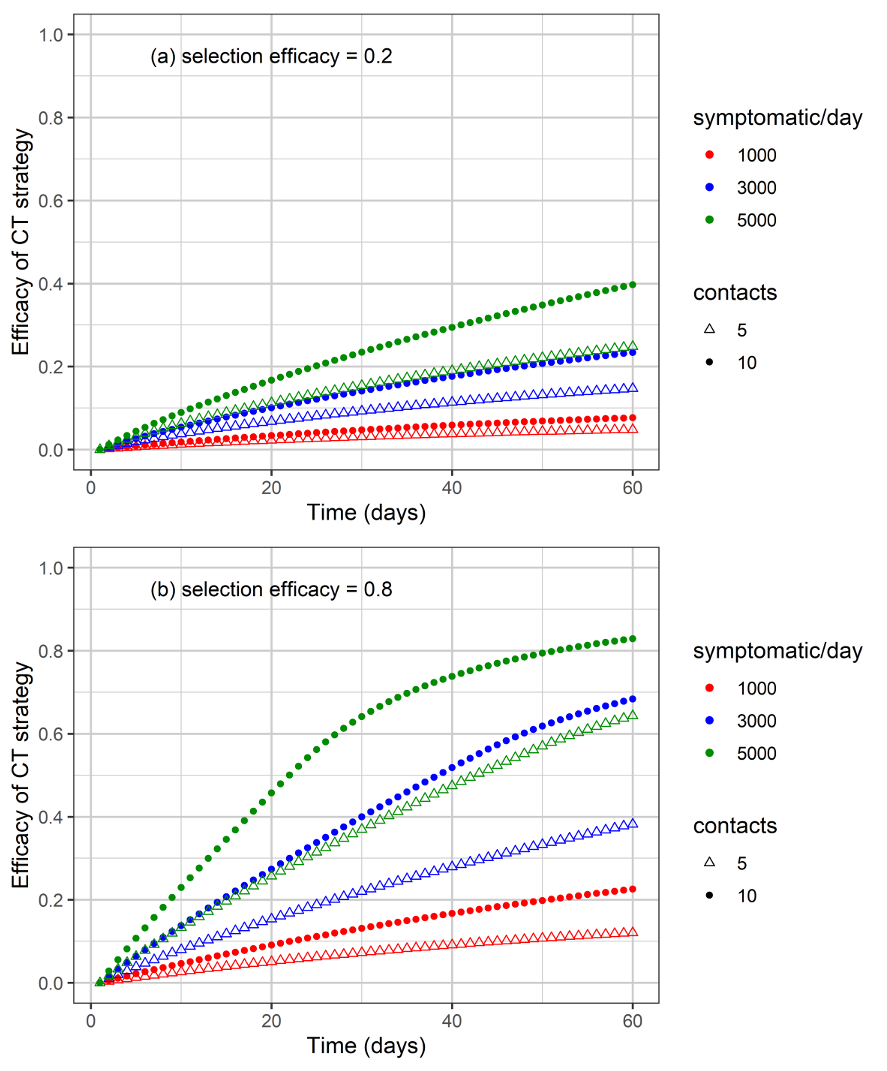 (a) selection efficacy = 0.2
1.0
0.8
0.6
0.4
0.2
0.0
Efficacy of CT strategy
0 20 40 60
Time (days)
symptomatic/day
1000
3000
5000
contacts
5
10
(b) selection efficacy = 0.8
1.0
0.8
0.6
0.4
0.2
0.0
Efficacy of CT strategy
0 20 40 60
Time (days)
symptomatic/day
1000
3000
5000
contacts
5
10